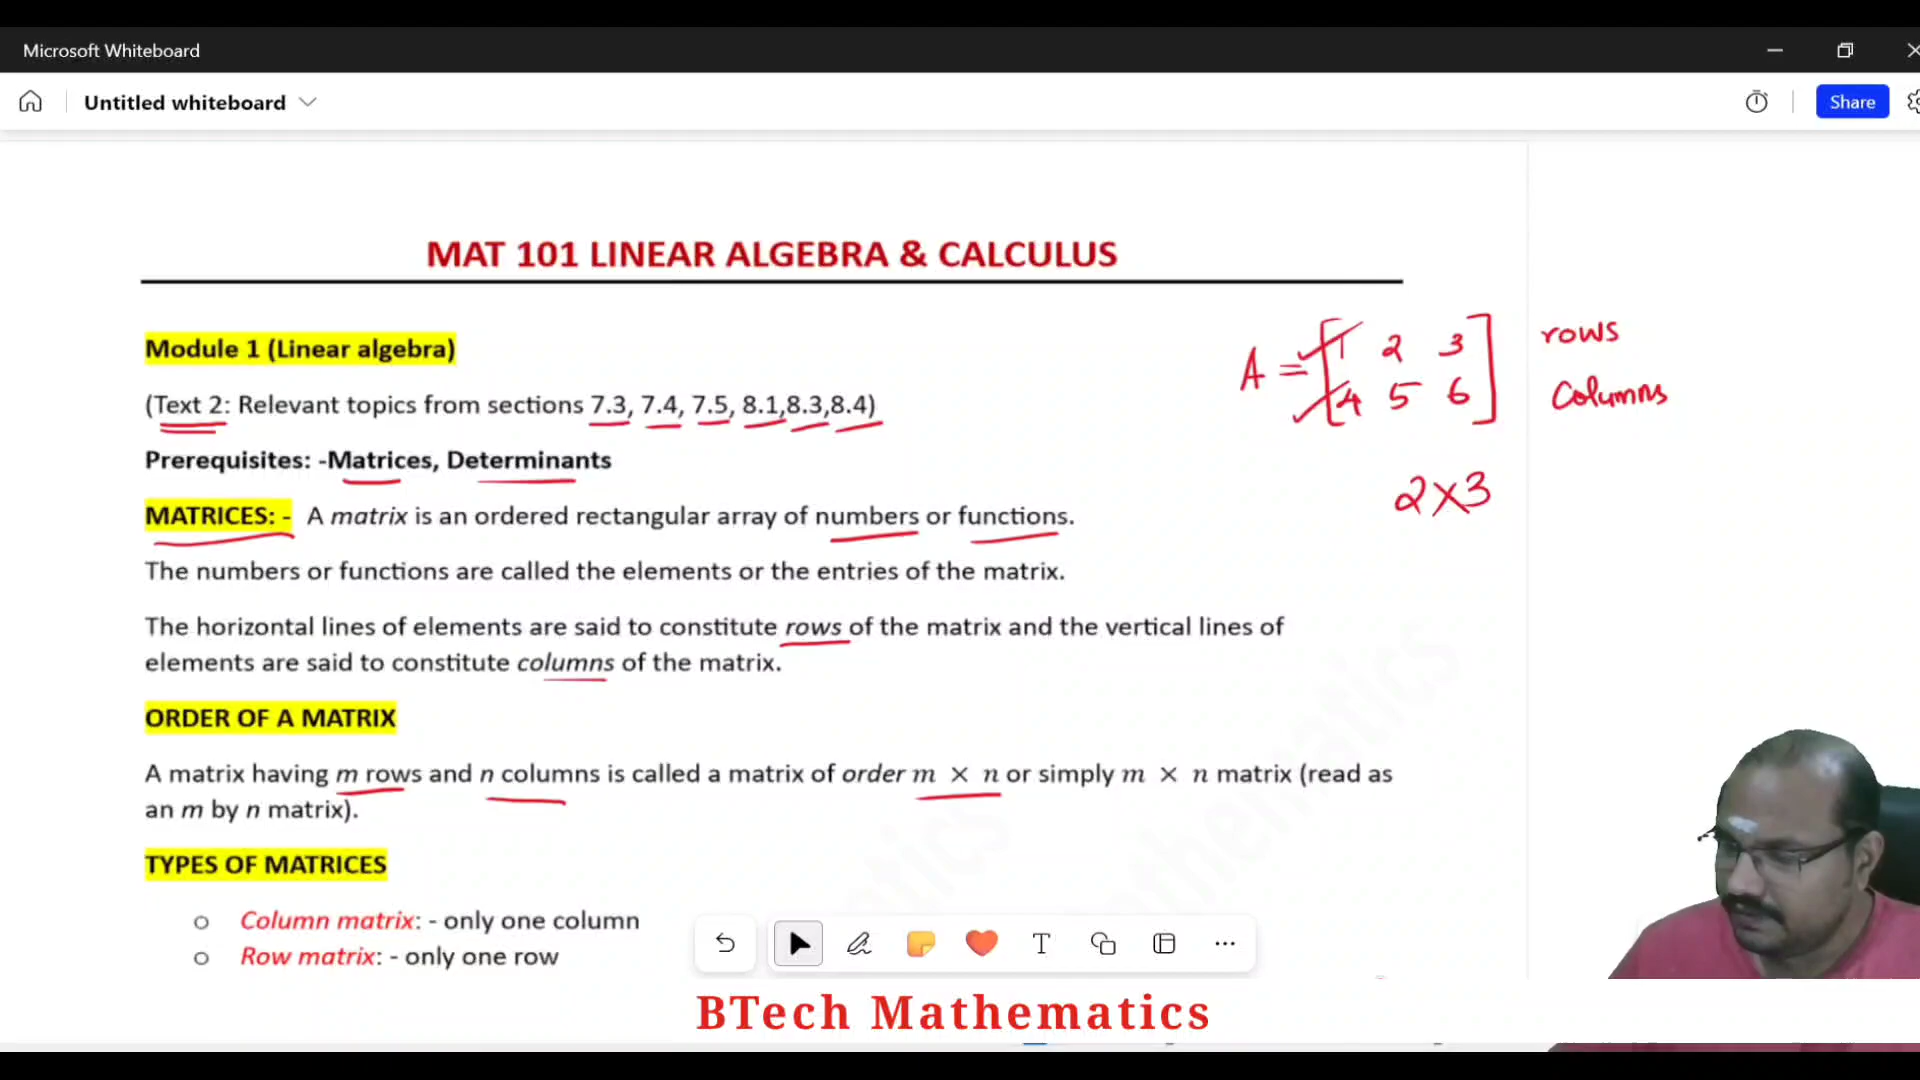 Microsoft Whiteboard
Untitled whiteboard
Share
MAT 101 LINEAR ALGEBRA & CALCULUS
Module 1 (Linear algebra)
(Text 2: Relevant topics from sections 7.3, 7.4, 7.5, 8.1,8.3,8.4)
Prerequisites: -Matrices, Determinants
MATRICES: - A matrix is an ordered rectangular array of numbers or functions.
The numbers or functions are called the elements or the entries of the matrix.
The horizontal lines of elements are said to constitute rows of the matrix and the vertical lines of
elements are said to constitute columns of the matrix.
ORDER OF A MATRIX
A matrix having m rows and n columns is called a matrix of order m × n or simply m × n matrix (read as
an m by n matrix).
TYPES OF MATRICES
o Column matrix: - only one column
o Row matrix: - only one row
A = [1 2 3
4 5 6]
rows
Columns
2×3
T
BTech Mathematics